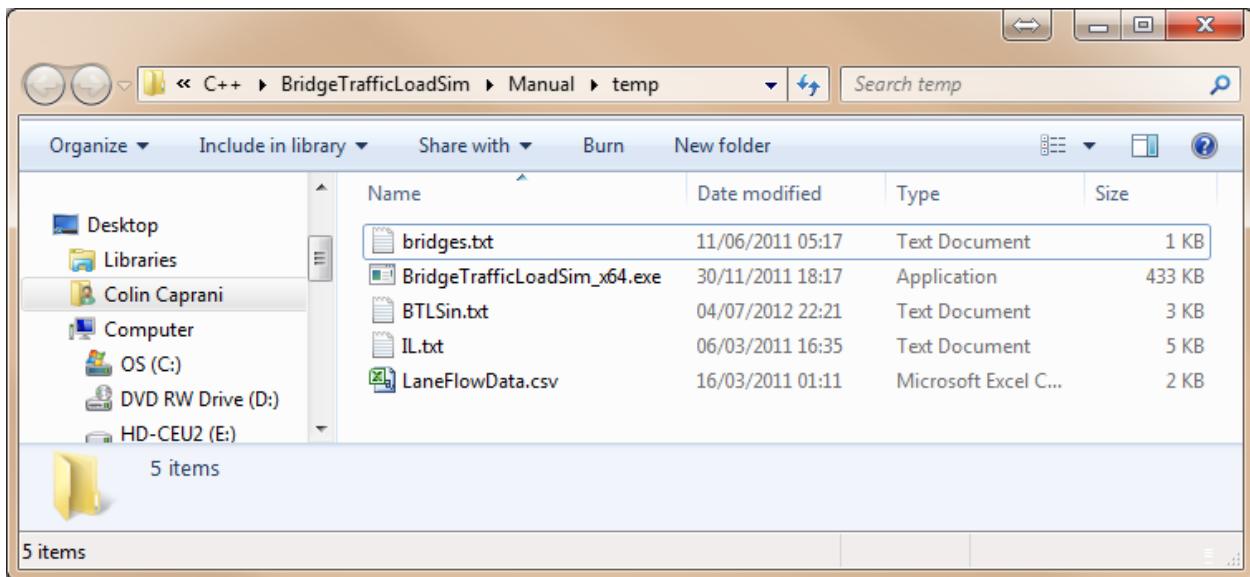 « C++ ▸ BridgeTrafficLoadSim ▸ Manual ▸ temp
Search temp
Organize Include in library Share with Burn New folder
Name Date modified Type Size
Desktop
Libraries
Colin Caprani
Computer
OS (C:)
DVD RW Drive (D:)
HD-CEU2 (E:)
bridges.txt 11/06/2011 05:17 Text Document 1 KB
BridgeTrafficLoadSim_x64.exe 30/11/2011 18:17 Application 433 KB
BTLSin.txt 04/07/2012 22:21 Text Document 3 KB
IL.txt 06/03/2011 16:35 Text Document 5 KB
LaneFlowData.csv 16/03/2011 01:11 Microsoft Excel C... 2 KB
5 items
5 items